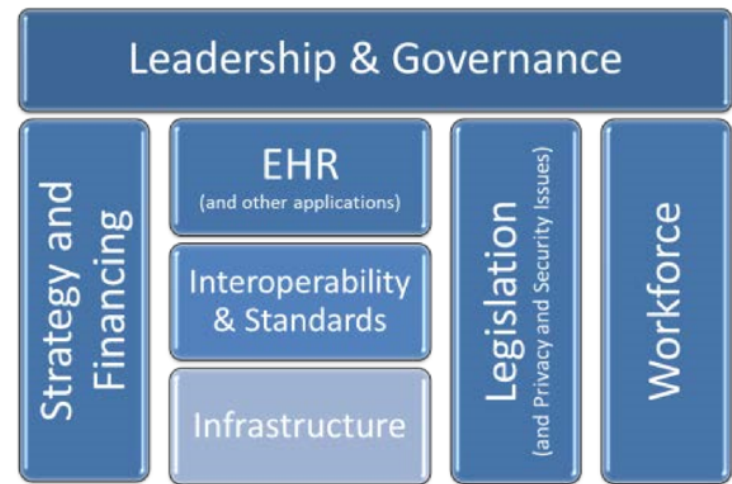 Leadership & Governance
Strategy and
Financing
EHR
(and other applications)
Interoperability
& Standards
Infrastructure
Legislation
(and Privacy and Security Issues)
Workforce